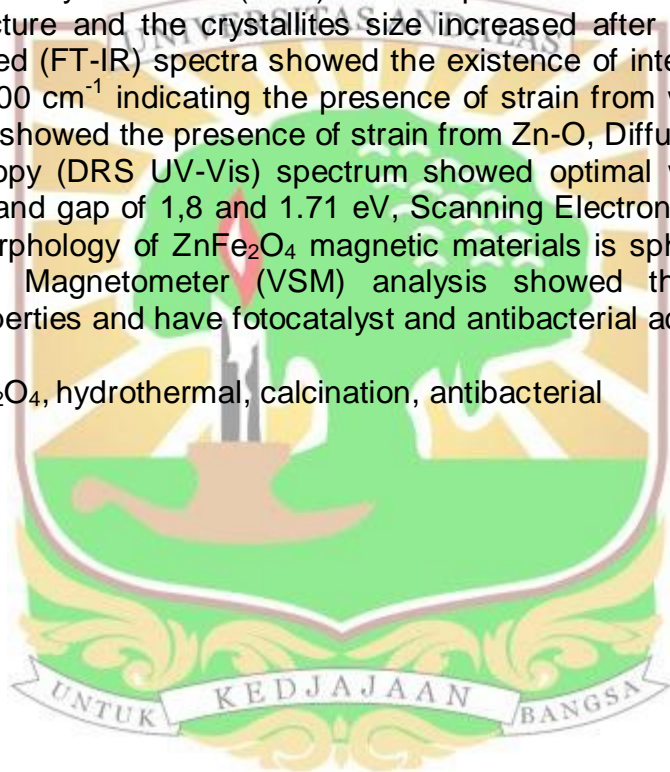 cture and the crystallites size increased after
ed (FT-IR) spectra showed the existence of inte
00 cm⁻¹ indicating the presence of strain from
showed the presence of strain from Zn-O, Diffu
opy (DRS UV-Vis) spectrum showed optimal
and gap of 1,8 and 1.71 eV, Scanning Electron
rphology of ZnFe₂O₄ magnetic materials is sph
Magnetometer (VSM) analysis showed th
perties and have fotocatalyst and antibacterial ac
₂O₄, hydrothermal, calcination, antibacterial
UNIVERSITAS ANDALAS
UNTUK KEDJAJAAN BANGSA